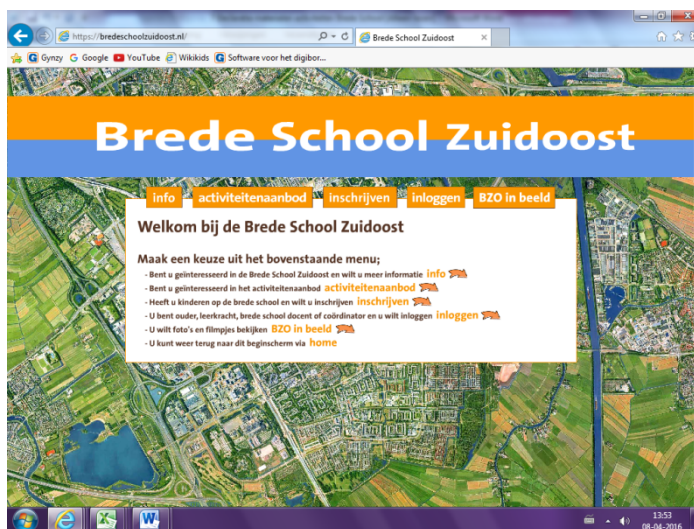 https://bredeschoolzuidoost.nl/
Brede School Zuidoost
Gynzy Google YouTube Wikikids Software voor het digibor...
Brede School Zuidoost
info activiteitenaanbod inschrijven inloggen BZO in beeld
Welkom bij de Brede School Zuidoost
Maak een keuze uit het bovenstaande menu;
- Bent u geïnteresseerd in de Brede School Zuidoost en wilt u meer informatie info
- Bent u geïnteresseerd in het activiteitenaanbod activiteitenaanbod
- Heeft u kinderen op de brede school en wilt u inschrijven inschrijven
- U bent ouder, leerkracht, brede school docent of coördinator en u wilt inloggen inloggen
- U wilt foto's en filmpjes bekijken BZO in beeld
- U kunt weer terug naar dit beginscherm via home
13:53
08-04-2016